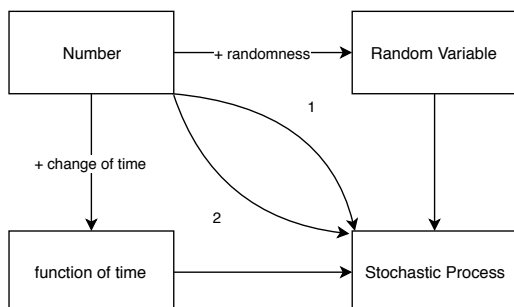 Number
+ randomness
Random Variable
1
+ change of time
2
function of time
Stochastic Process